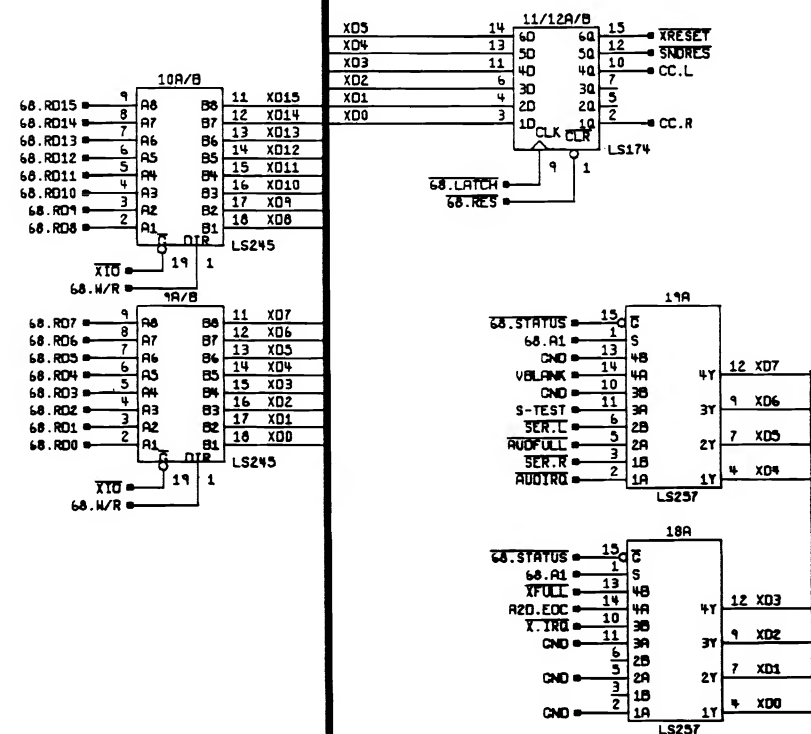 11/12A/B
XD5 14 6D 6Q 15 XRESET
XD4 13 5D 5Q 12 SNDRES
XD3 11 4D 4Q 10 CC.L
XD2 6 3D 3Q 7
XD1 4 2D 2Q 5
XD0 3 1D 1Q 2 CC.R
CLK CLR
LS174
9 1
68.LATCH
68.RES
10A/B
68.RD15 9 A8 B8 11 XD15
68.RD14 8 A7 B7 12 XD14
68.RD13 7 A6 B6 13 XD13
68.RD12 6 A5 B5 14 XD12
68.RD11 5 A4 B4 15 XD11
68.RD10 4 A3 B3 16 XD10
68.RD9 3 A2 B2 17 XD9
68.RD8 2 A1 B1 18 XD8
G DIR
LS245
19 1
XIO
68.W/R
9A/B
68.RD7 9 A8 B8 11 XD7
68.RD6 8 A7 B7 12 XD6
68.RD5 7 A6 B6 13 XD5
68.RD4 6 A5 B5 14 XD4
68.RD3 5 A4 B4 15 XD3
68.RD2 4 A3 B3 16 XD2
68.RD1 3 A2 B2 17 XD1
68.RD0 2 A1 B1 18 XD0
G DIR
LS245
19 1
XIO
68.W/R
19A
68.STATUS 15 G
68.A1 1 S
GND 13 4B
VBLANK 14 4A 4Y 12 XD7
GND 10 3B
S-TEST 11 3A 3Y 9 XD6
SER.L 6 2B
AUDFULL 5 2A 2Y 7 XD5
SER.R 3 1B
AUDIRQ 2 1A 1Y 4 XD4
LS257
18A
68.STATUS 15 G
68.A1 1 S
XFULL 13 4B
A2D.EOC 14 4A 4Y 12 XD3
X.IRQ 10 3B
GND 11 3A 3Y 9 XD2
6 2B
GND 5 2A 2Y 7 XD1
3 1B
GND 2 1A 1Y 4 XD0
LS257